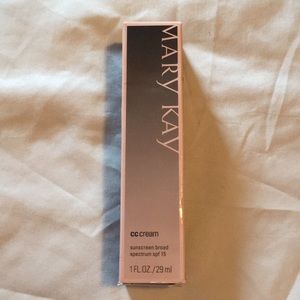 MARY KAY
cc cream
sunscreen broad
spectrum spf 15
1 FL.OZ./29 ml